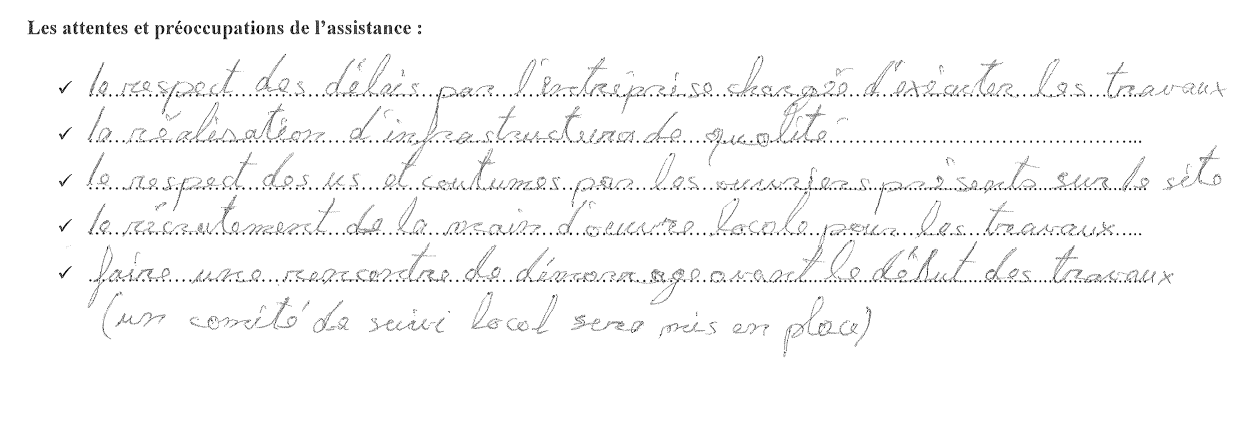 Les attentes et préoccupations de l'assistance :
✓ le respect des délais par l'entreprise chargée d'exécuter les travaux
✓ la réalisation d'infrastructure de qualité
✓ le respect des us et coutumes par les ouvriers présents sur le site
✓ le récrutement de la main d'oeuvre locale pour les travaux
✓ faire une rencontre de démarrage avant le début des travaux
(un comité de suivi local sera mis en place)